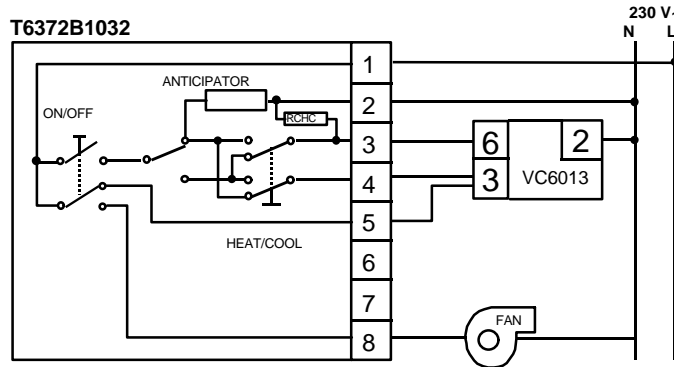 230 V~
T6372B1032
N L
1
ANTICIPATOR
2
ON/OFF
RCHC
3
6 2
4
3 VC6013
5
HEAT/COOL
6
7
FAN
8